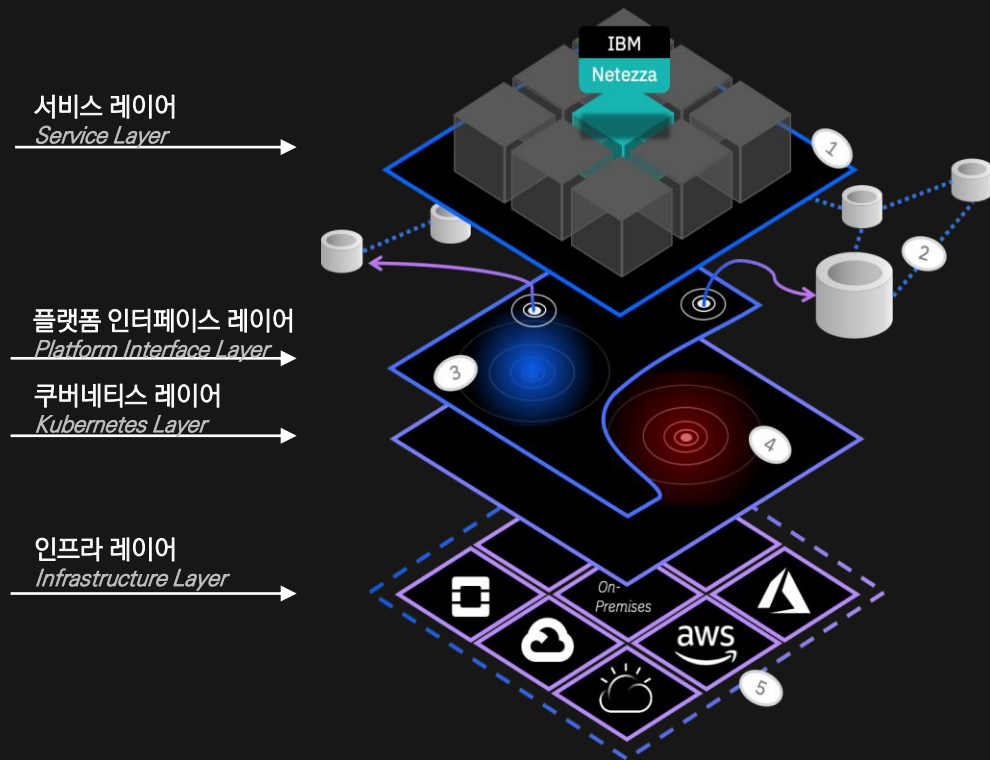 IBM
Netezza
서비스 레이어
Service Layer
1
2
플랫폼 인터페이스 레이어
Platform Interface Layer
3
쿠버네티스 레이어
Kubernetes Layer
4
인프라 레이어
Infrastructure Layer
On-
Premises
aws
5